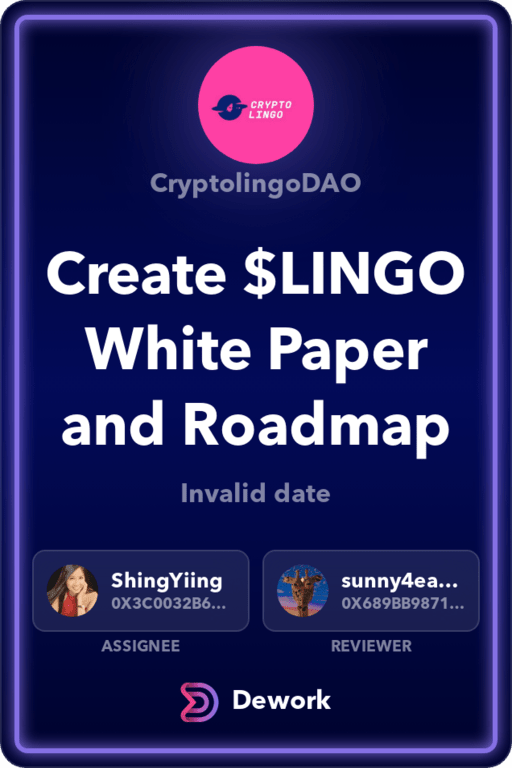 CRYPTO
LINGO
CryptolingoDAO
Create $LINGO
White Paper
and Roadmap
Invalid date
ShingYiing
0X3C0032B6...
sunny4ea...
0X689BB9871...
ASSIGNEE
REVIEWER
Dework